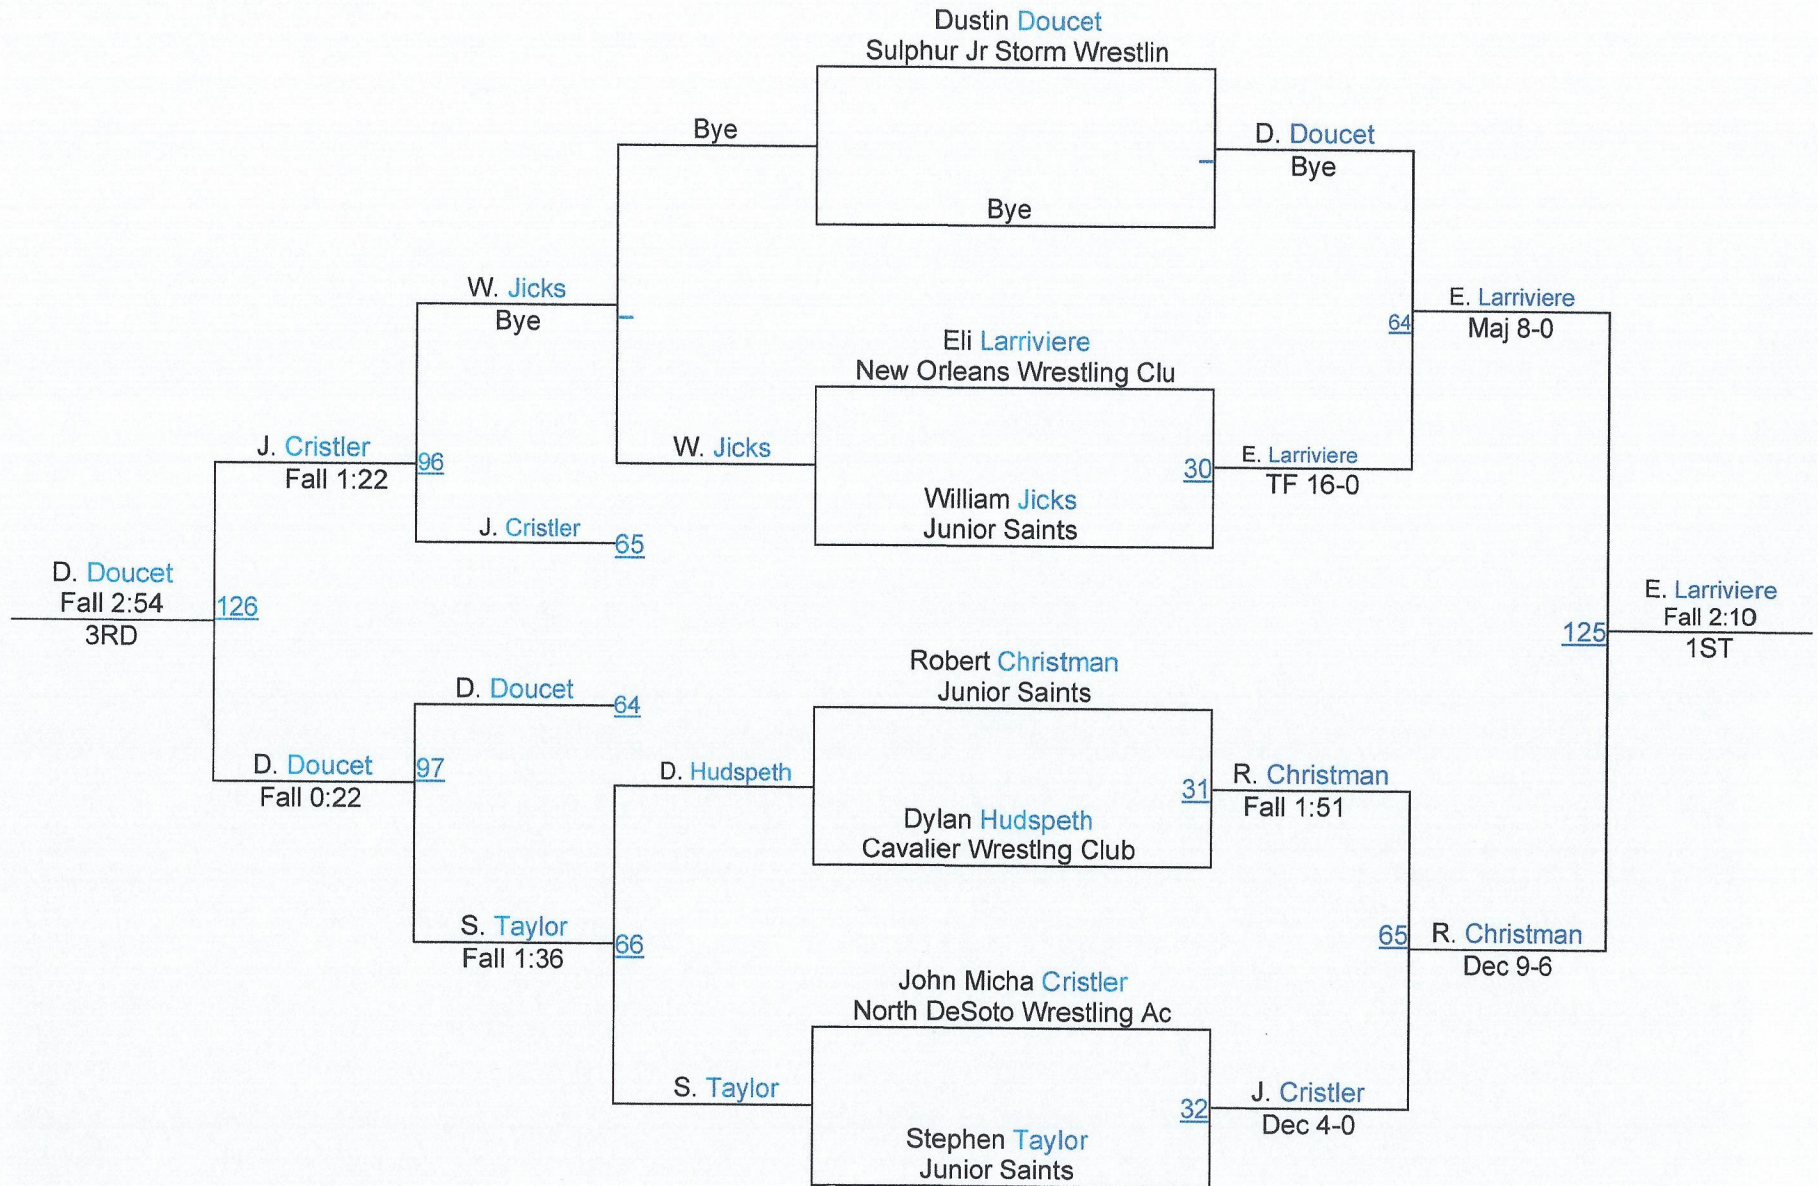 Dustin Doucet
Sulphur Jr Storm Wrestlin
Bye
D. Doucet
Bye
Bye
W. Jicks
Bye
E. Larriviere
Maj 8-0
64
Eli Larriviere
New Orleans Wrestling Clu
J. Cristler
Fall 1:22
96
W. Jicks
30
E. Larriviere
TF 16-0
William Jicks
Junior Saints
J. Cristler
65
D. Doucet
Fall 2:54
3RD
126
E. Larriviere
Fall 2:10
1ST
125
Robert Christman
Junior Saints
D. Doucet
64
D. Doucet
Fall 0:22
97
D. Hudspeth
31
R. Christman
Fall 1:51
Dylan Hudspeth
Cavalier Wrestlng Club
S. Taylor
Fall 1:36
66
65
R. Christman
Dec 9-6
John Micha Cristler
North DeSoto Wrestling Ac
S. Taylor
32
J. Cristler
Dec 4-0
Stephen Taylor
Junior Saints